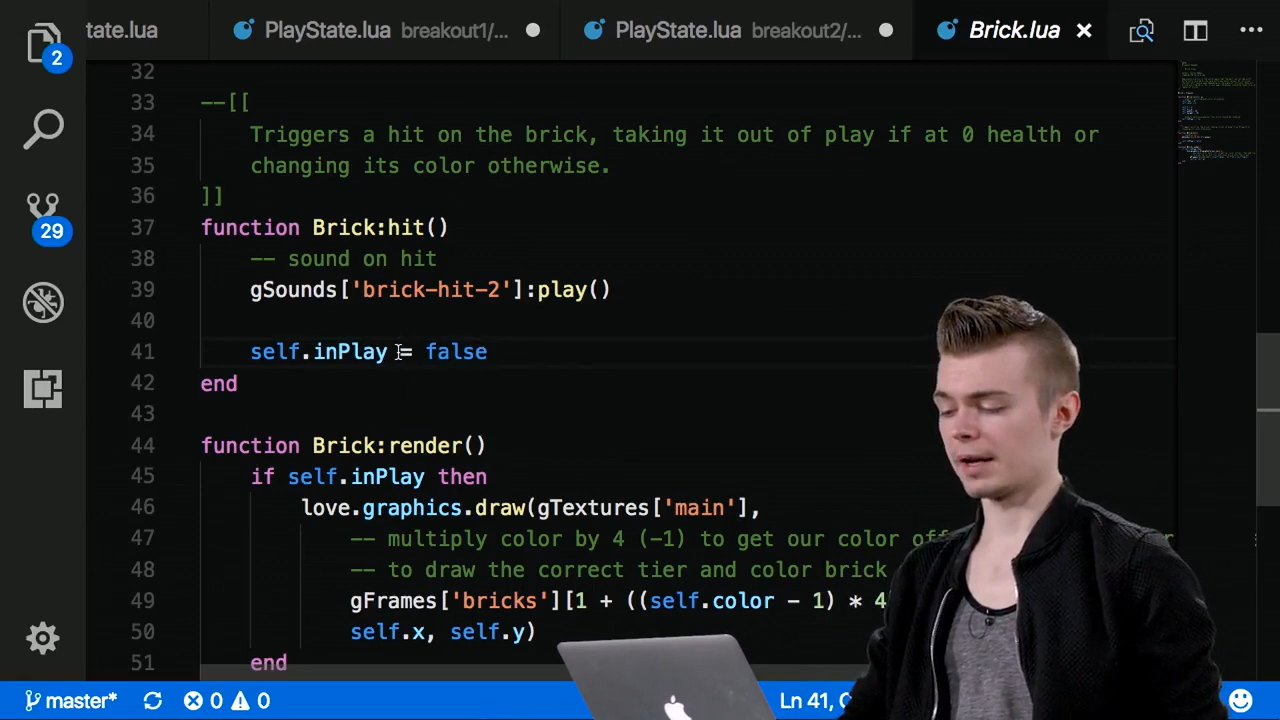 tate.lua PlayState.lua breakout1/... PlayState.lua breakout2/... Brick.lua
2
29
32
33 --[[
34 Triggers a hit on the brick, taking it out of play if at 0 health or
35 changing its color otherwise.
36 ]]
37 function Brick:hit()
38 -- sound on hit
39 gSounds['brick-hit-2']:play()
40
41 self.inPlay = false
42 end
43
44 function Brick:render()
45 if self.inPlay then
46 love.graphics.draw(gTextures['main'],
47 -- multiply color by 4 (-1) to get our color off
48 -- to draw the correct tier and color brick
49 gFrames['bricks'][1 + ((self.color - 1) * 4
50 self.x, self.y)
51 end
master* 0 0 Ln 41, C